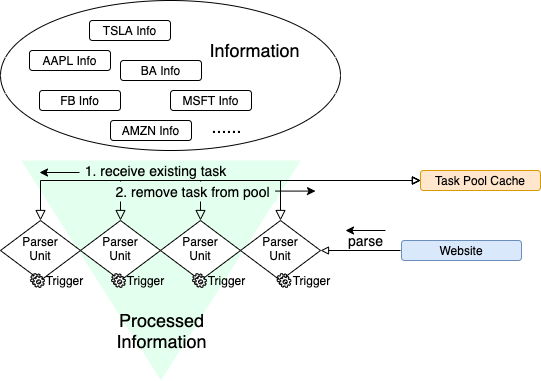 TSLA Info
Information
AAPL Info
BA Info
FB Info
MSFT Info
AMZN Info
......
1. receive existing task
Task Pool Cache
2. remove task from pool
Parser
Unit
Parser
Unit
Parser
Unit
Parser
Unit
parse
Website
Trigger
Trigger
Trigger
Trigger
Processed
Information